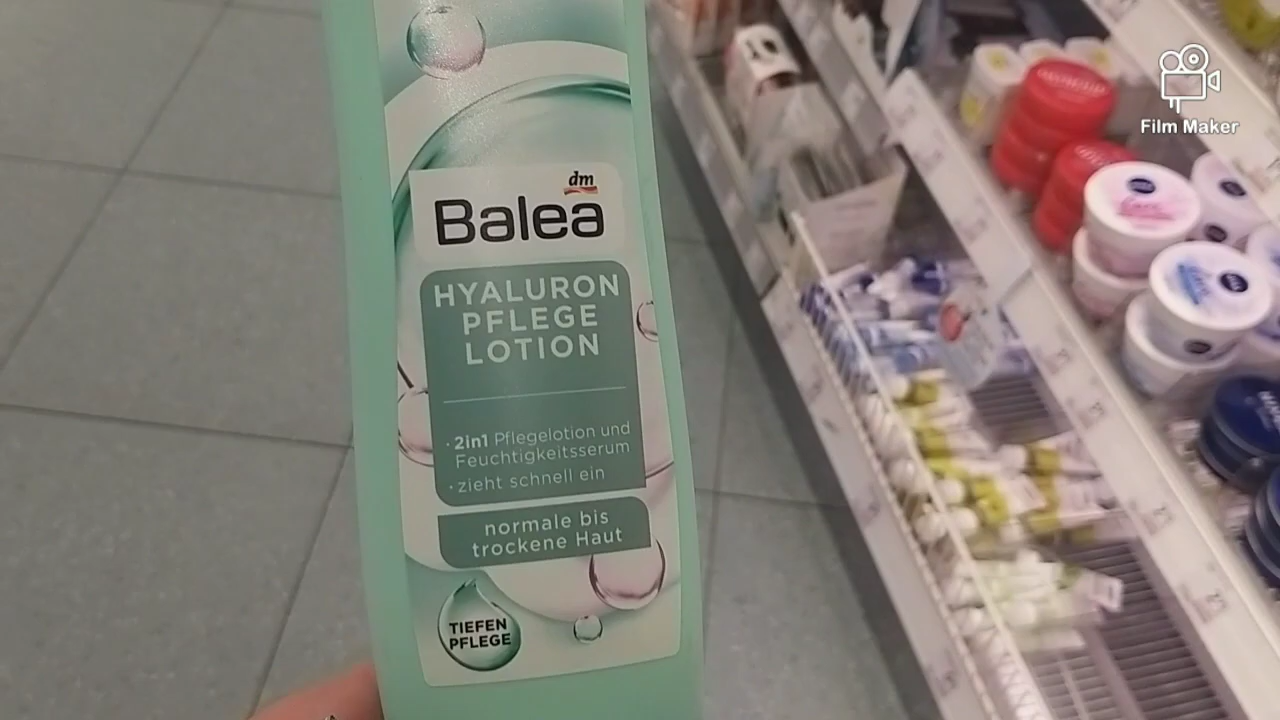 Film Maker
dm
Balea
HYALURON
PFLEGE
LOTION
· 2in1 Pflegelotion und
Feuchtigkeitsserum
· zieht schnell ein
normale bis
trockene Haut
TIEFEN
PFLEGE